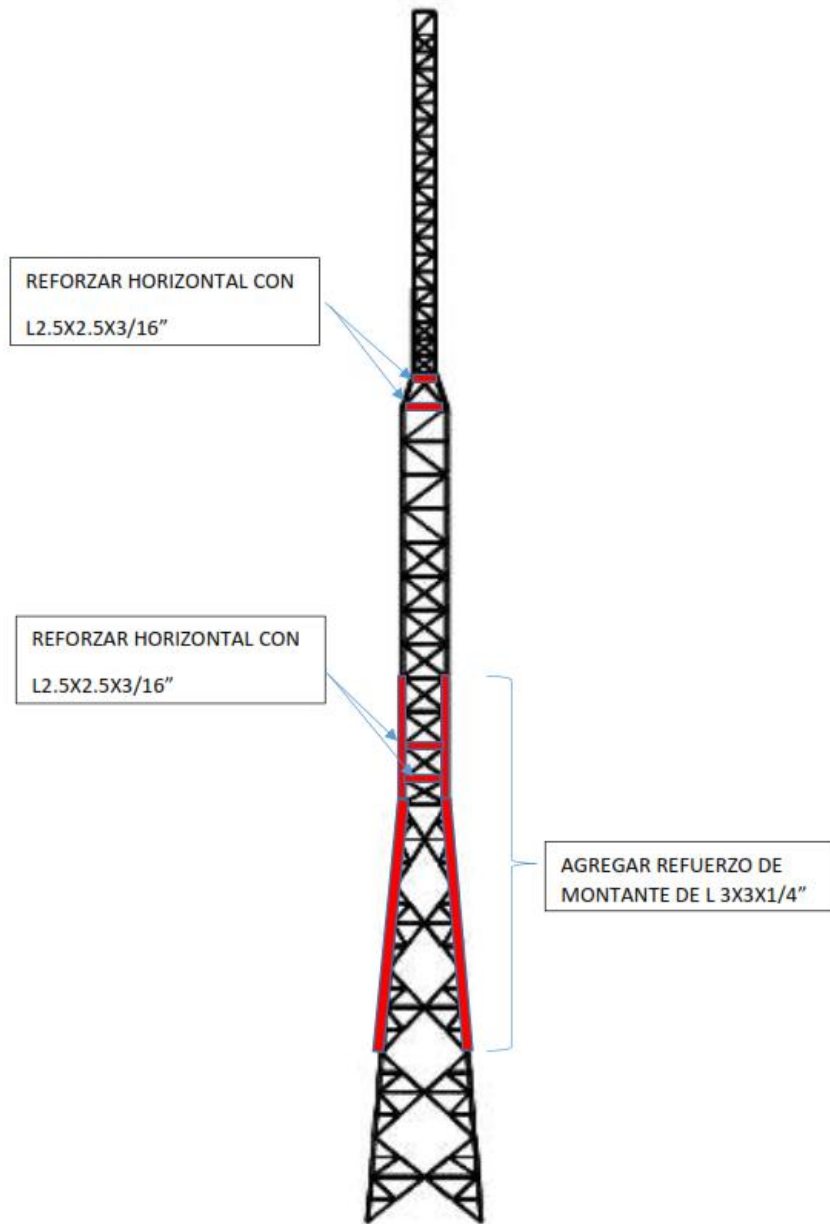 REFORZAR HORIZONTAL CON
L2.5X2.5X3/16”
REFORZAR HORIZONTAL CON
L2.5X2.5X3/16”
AGREGAR REFUERZO DE
MONTANTE DE L 3X3X1/4”